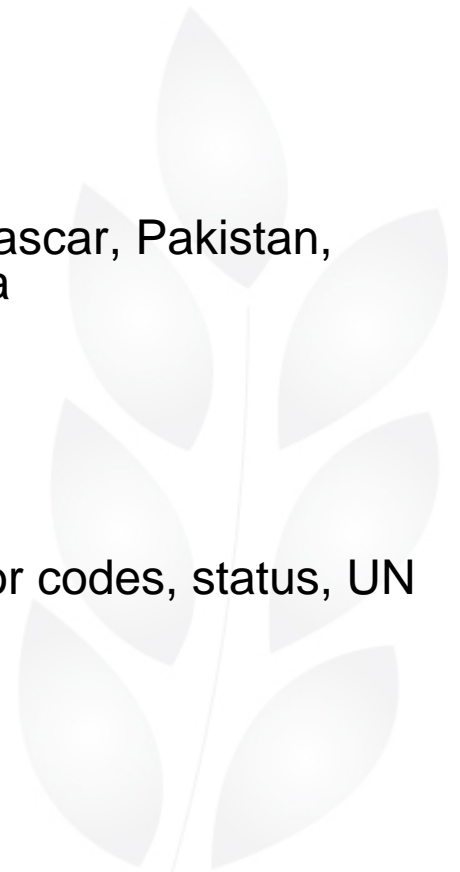 ascar, Pakistan,
a
or codes, status, UN